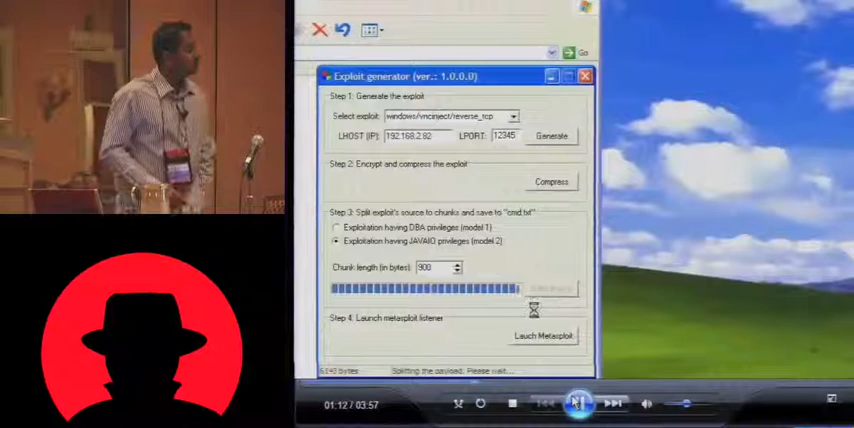 Go
Exploit generator (ver.: 1.0.0.0)
Step 1: Generate the exploit
Select exploit: windows/vncinject/reverse_tcp
LHOST (IP): 192.168.2.82 LPORT: 12345 Generate
Step 2: Encrypt and compress the exploit
Compress
Step 3: Split exploit's source to chunks and save to "cmd.txt"
Exploitation having DBA privileges (model 1)
Exploitation having JAVAIO privileges (model 2)
Chunk length (in bytes): 900
Step 4: Launch metasploit listener
Lauch Metasploit
bytes Splitting the payload. Please wait...
01:12 / 03:57